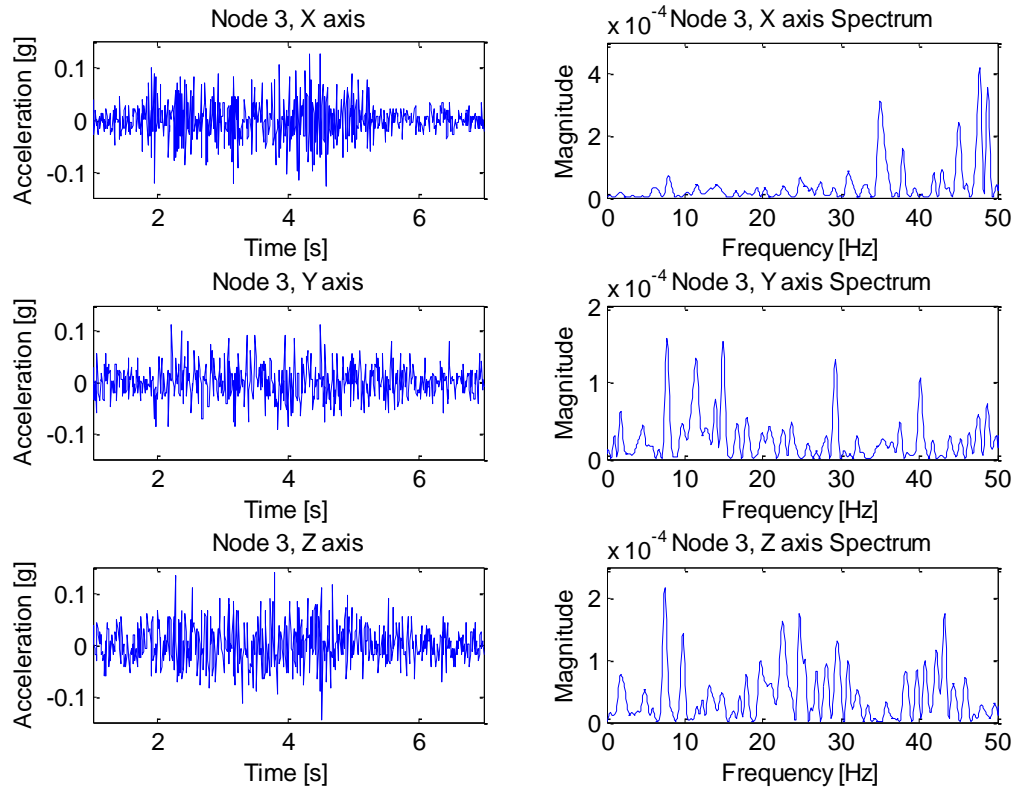 Node 3, X axis
Acceleration [g]
0.1
0
-0.1
2 4 6
Time [s]
x 10^-4 Node 3, X axis Spectrum
Magnitude
4
2
0
0 10 20 30 40 50
Frequency [Hz]
Node 3, Y axis
Acceleration [g]
0.1
0
-0.1
2 4 6
Time [s]
x 10^-4 Node 3, Y axis Spectrum
Magnitude
2
1
0
0 10 20 30 40 50
Frequency [Hz]
Node 3, Z axis
Acceleration [g]
0.1
0
-0.1
2 4 6
Time [s]
x 10^-4 Node 3, Z axis Spectrum
Magnitude
2
1
0
0 10 20 30 40 50
Frequency [Hz]